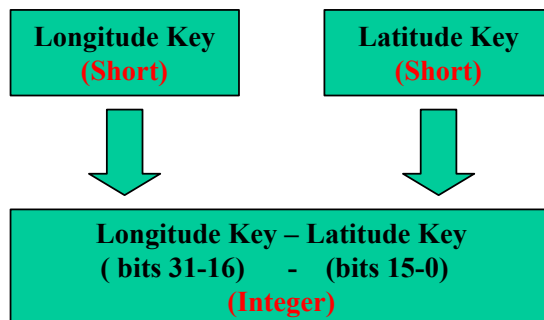 Longitude Key
(Short)
Latitude Key
(Short)
Longitude Key – Latitude Key
( bits 31-16) - (bits 15-0)
(Integer)